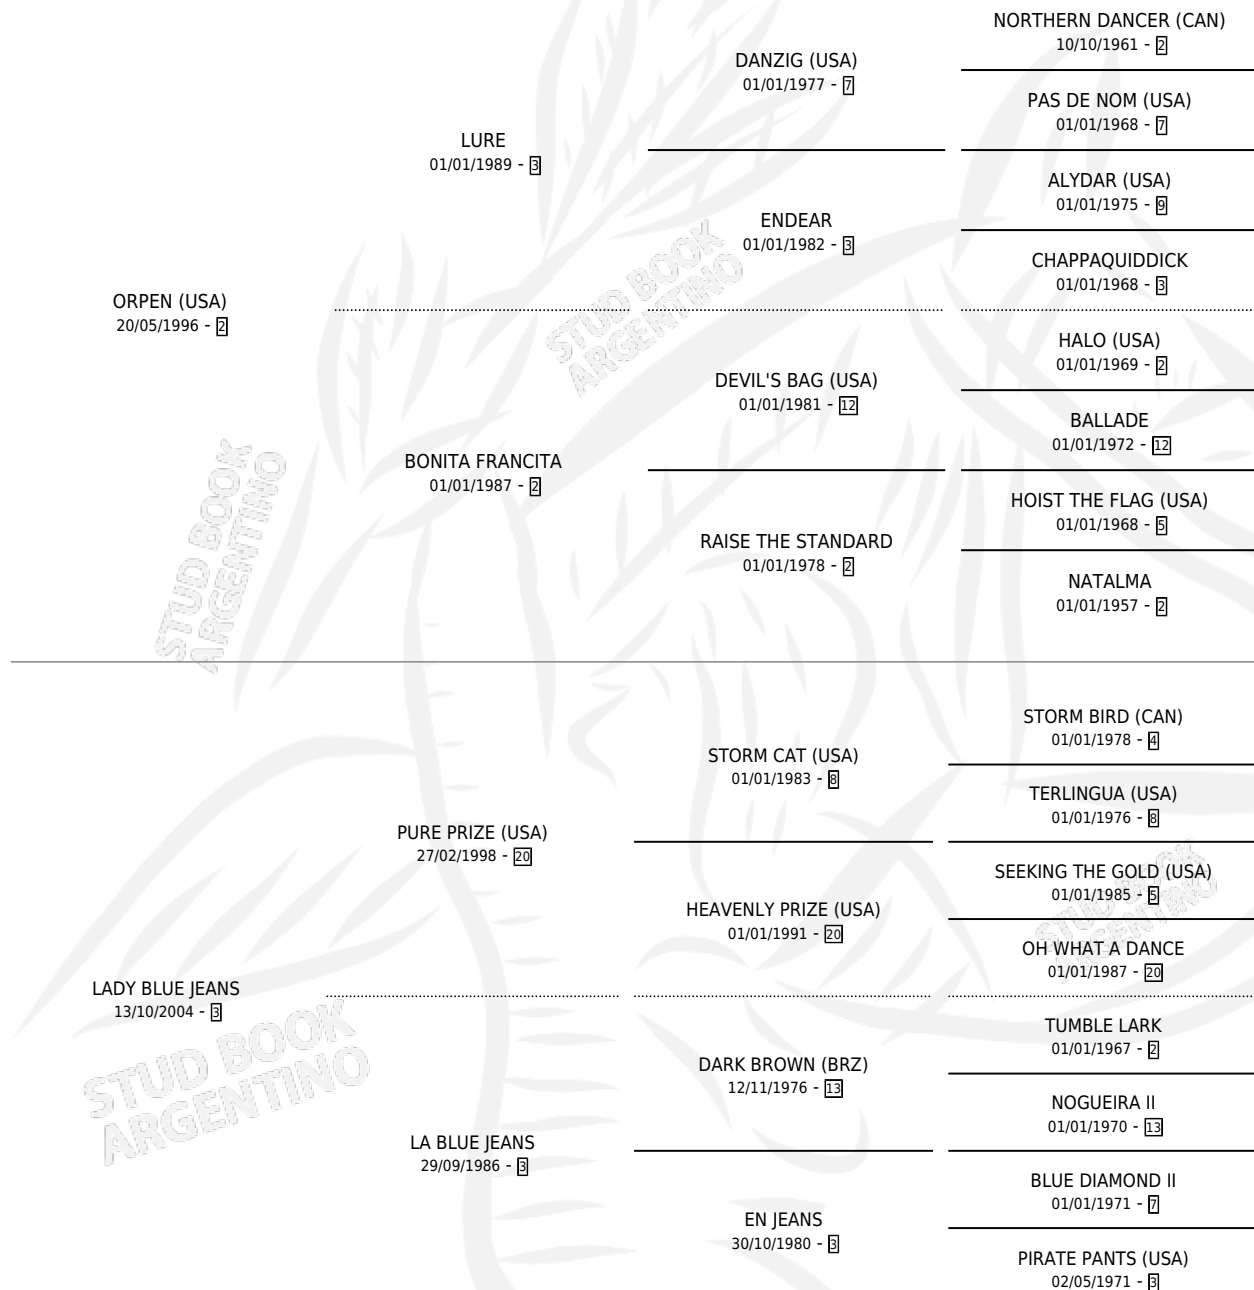 NORTHERN DANCER (CAN)
10/10/1961 - 2
DANZIG (USA)
01/01/1977 - 7
PAS DE NOM (USA)
01/01/1968 - 7
LURE
01/01/1989 - 3
ALYDAR (USA)
01/01/1975 - 9
ENDEAR
01/01/1982 - 3
CHAPPAQUIDDICK
01/01/1968 - 3
ORPEN (USA)
20/05/1996 - 2
STUD BOOK
ARGENTINO
HALO (USA)
01/01/1969 - 2
DEVIL'S BAG (USA)
01/01/1981 - 12
BALLADE
01/01/1972 - 12
BONITA FRANCITA
01/01/1987 - 2
HOIST THE FLAG (USA)
01/01/1968 - 5
RAISE THE STANDARD
01/01/1978 - 2
NATALMA
01/01/1957 - 2
STUD BOOK
ARGENTINO
STORM BIRD (CAN)
01/01/1978 - 4
STORM CAT (USA)
01/01/1983 - 8
TERLINGUA (USA)
01/01/1976 - 8
PURE PRIZE (USA)
27/02/1998 - 20
SEEKING THE GOLD (USA)
01/01/1985 - 5
HEAVENLY PRIZE (USA)
01/01/1991 - 20
OH WHAT A DANCE
01/01/1987 - 20
STUD BOOK
ARGENTINO
LADY BLUE JEANS
13/10/2004 - 3
TUMBLE LARK
01/01/1967 - 2
DARK BROWN (BRZ)
12/11/1976 - 13
NOGUEIRA II
01/01/1970 - 13
STUD BOOK
ARGENTINO
LA BLUE JEANS
29/09/1986 - 3
BLUE DIAMOND II
01/01/1971 - 7
EN JEANS
30/10/1980 - 3
PIRATE PANTS (USA)
02/05/1971 - 3